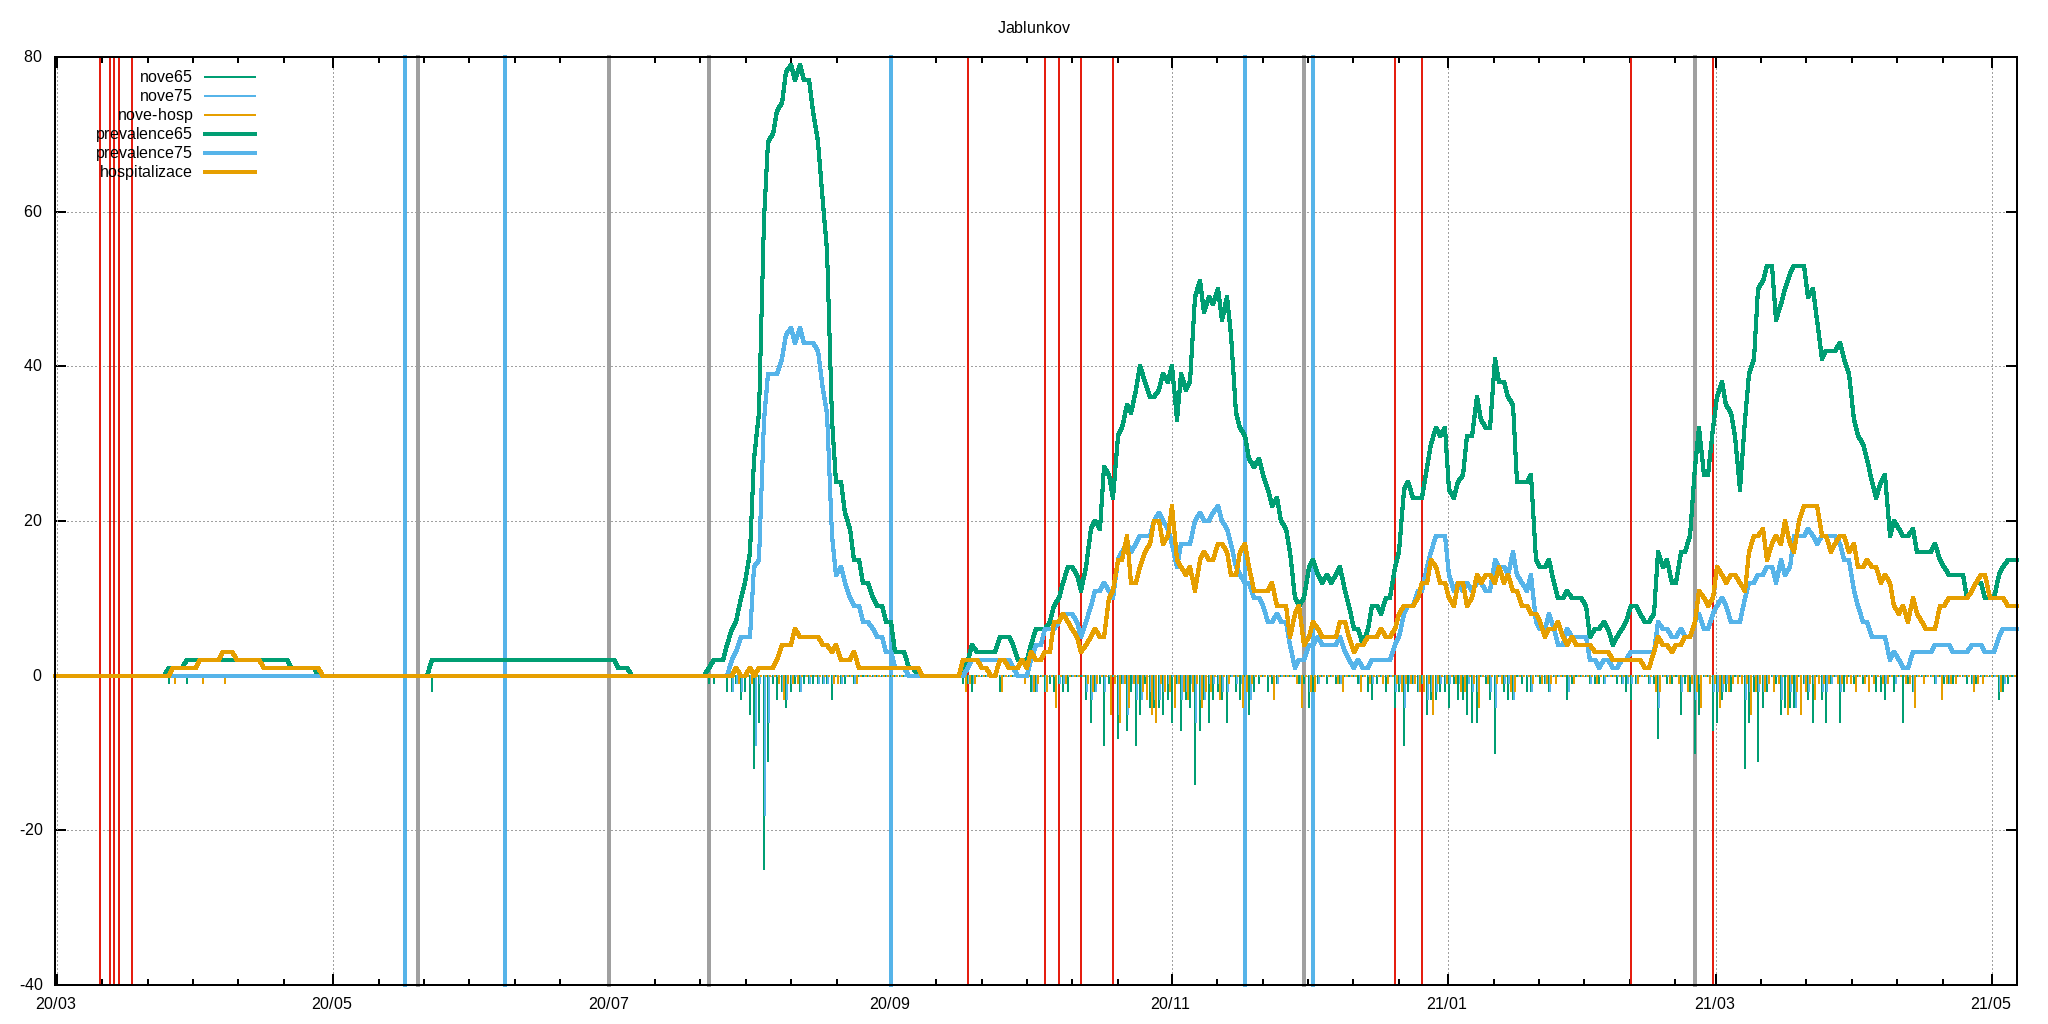 Jablunkov
80
nove65
nove75
nove-hosp
prevalence65
prevalence75
hospitalizace
60
40
20
0
-20
-40
20/03 20/05 20/07 20/09 20/11 21/01 21/03 21/05